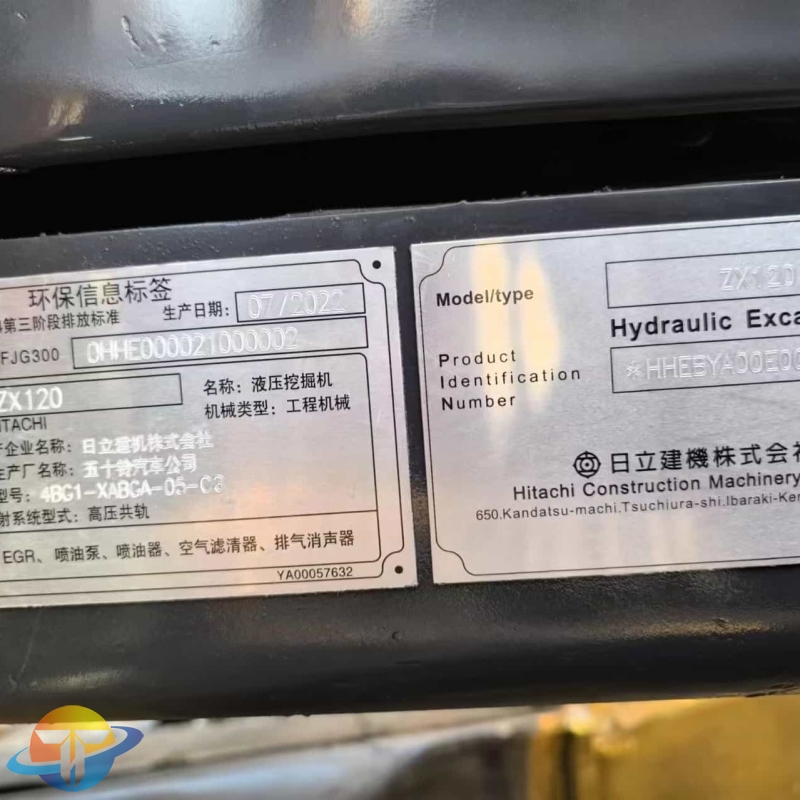 环保信息标签
第三阶段排放标准 生产日期: 07/2022
FJG300 0HHE000021000002
ZX120 名称: 液压挖掘机
ITACHI 机械类型: 工程机械
企业名称: 日立建机株式会社
生产厂名称: 五十铃汽车公司
型号: 4BG1-XABGA-05-C3
射系统型式: 高压共轨
EGR、喷油泵、喷油器、空气滤清器、排气消声器
YA00057632
Model/type ZX120
Hydraulic Exca
Product
Identification
Number
*HHEBYA00E00
日立建機株式会社
Hitachi Construction Machinery
650.Kandatsu-machi.Tsuchiura-shi.Ibaraki-Ken